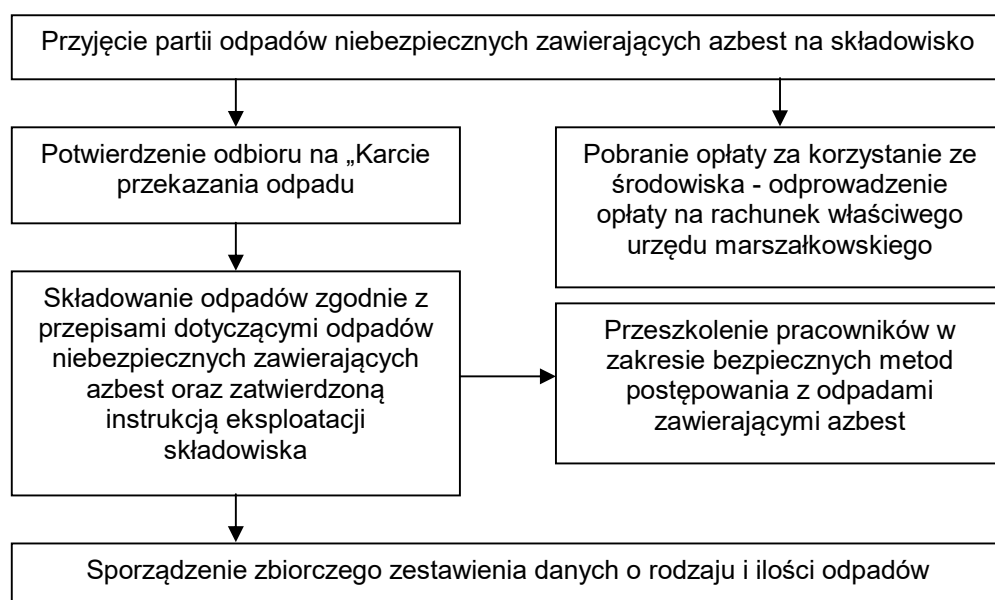 Przyjęcie partii odpadów niebezpiecznych zawierających azbest na składowisko
Potwierdzenie odbioru na „Karcie
przekazania odpadu
Pobranie opłaty za korzystanie ze
środowiska - odprowadzenie
opłaty na rachunek właściwego
urzędu marszałkowskiego
Składowanie odpadów zgodnie z
przepisami dotyczącymi odpadów
niebezpiecznych zawierających
azbest oraz zatwierdzoną
instrukcją eksploatacji
składowiska
Przeszkolenie pracowników w
zakresie bezpiecznych metod
postępowania z odpadami
zawierającymi azbest
Sporządzenie zbiorczego zestawienia danych o rodzaju i ilości odpadów